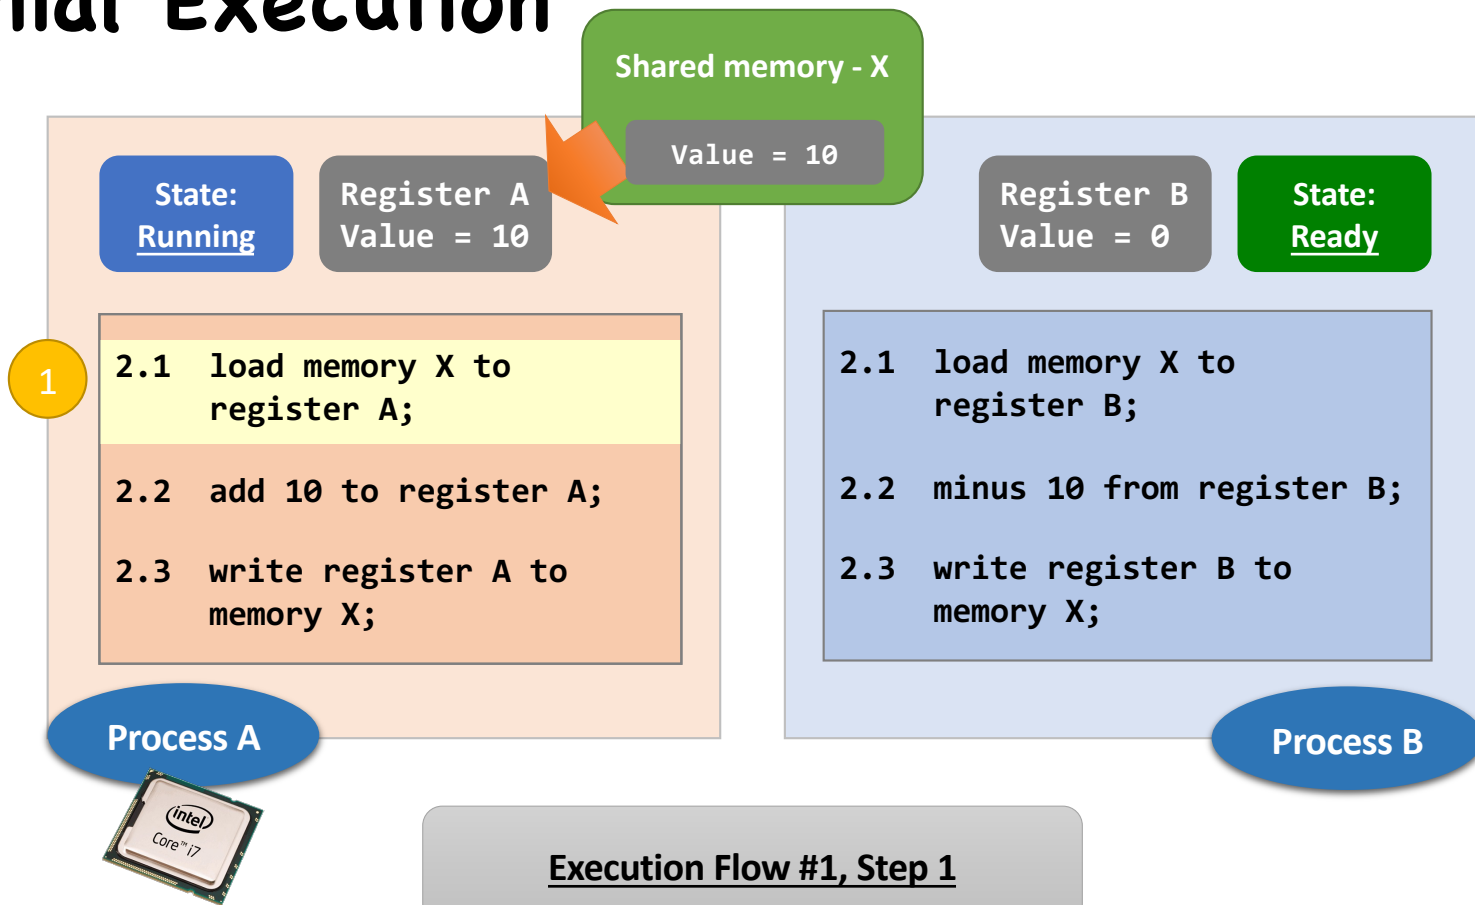 nial Execution
Shared memory - X
Value = 10
State:
Running
Register A
Value = 10
Register B
Value = 0
State:
Ready
1
2.1 load memory X to
register A;
2.2 add 10 to register A;
2.3 write register A to
memory X;
2.1 load memory X to
register B;
2.2 minus 10 from register B;
2.3 write register B to
memory X;
Process A
Process B
intel
Core™ i7
Execution Flow #1, Step 1